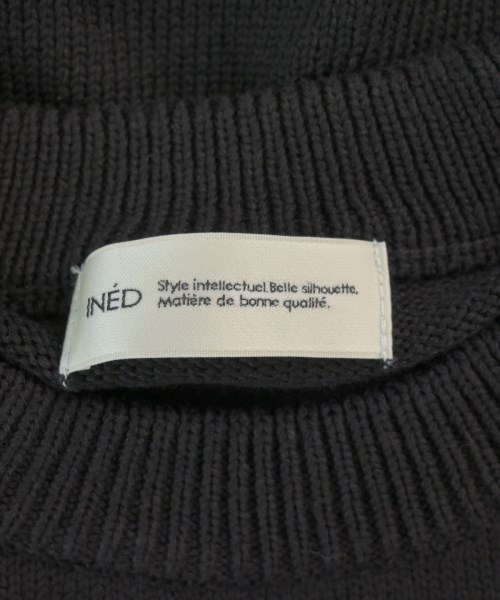 INÉD
Style intellectuel. Belle silhouette.
Matière de bonne qualité.